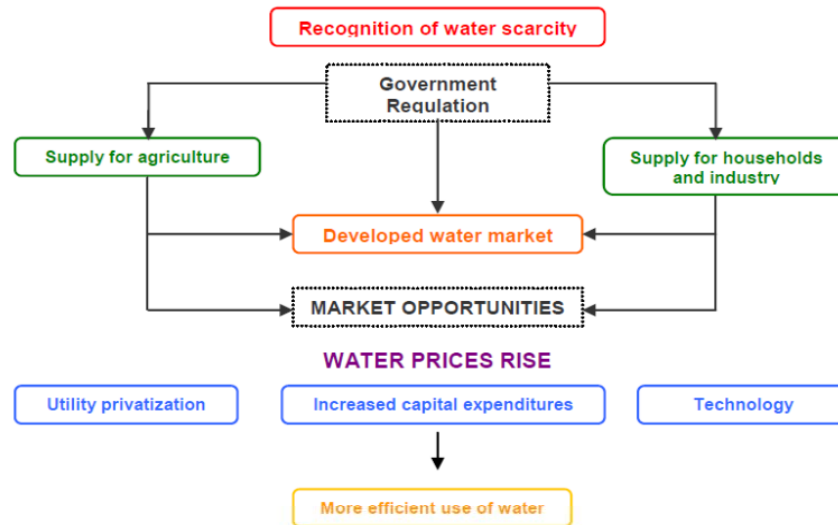 Recognition of water scarcity
Government
Regulation
Supply for agriculture
Supply for households
and industry
Developed water market
MARKET OPPORTUNITIES
WATER PRICES RISE
Utility privatization
Increased capital expenditures
Technology
More efficient use of water